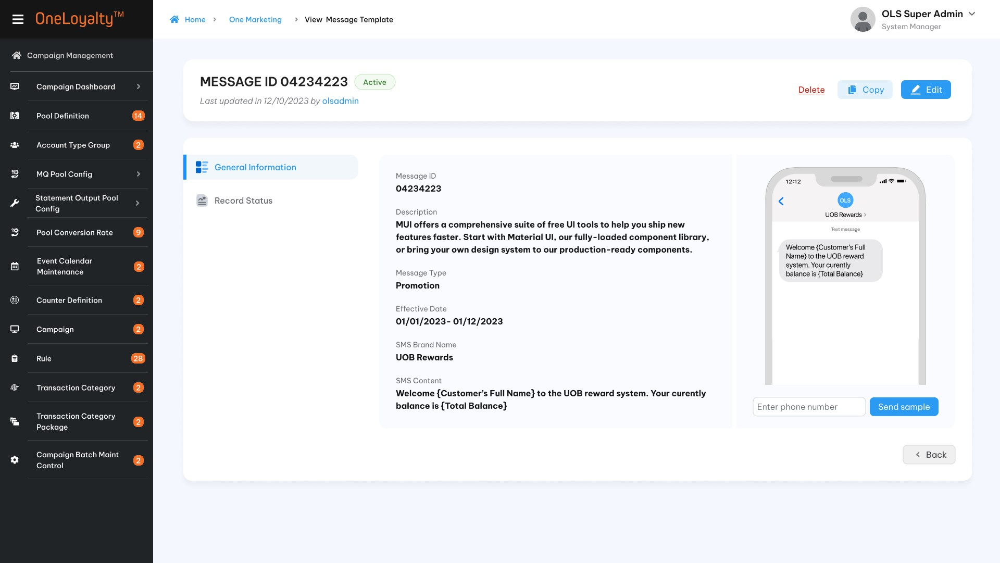 OneLoyalty™
Home
One Marketing
View Message Template
OLS Super Admin
System Manager
Campaign Management
Campaign Dashboard
Pool Definition
14
Account Type Group
2
MQ Pool Config
Statement Output Pool
Config
Pool Conversion Rate
9
Event Calendar
Maintenance
2
Counter Definition
2
Campaign
2
Rule
28
Transaction Category
2
Transaction Category
Package
2
Campaign Batch Maint
Control
2
MESSAGE ID 04234223
Active
Last updated in 12/10/2023 by olsadmin
Delete
Copy
Edit
General Information
Record Status
Message ID
04234223
Description
MUI offers a comprehensive suite of free UI tools to help you ship new
features faster. Start with Material UI, our fully-loaded component library,
or bring your own design system to our production-ready components.
Message Type
Promotion
Effective Date
01/01/2023- 01/12/2023
SMS Brand Name
UOB Rewards
SMS Content
Welcome {Customer’s Full Name} to the UOB reward system. Your curently
balance is {Total Balance}
12:12
OLS
UOB Rewards
Text message
Welcome {Customer’s Full
Name} to the UOB reward
system. Your curently
balance is {Total Balance}
Enter phone number
Send sample
Back